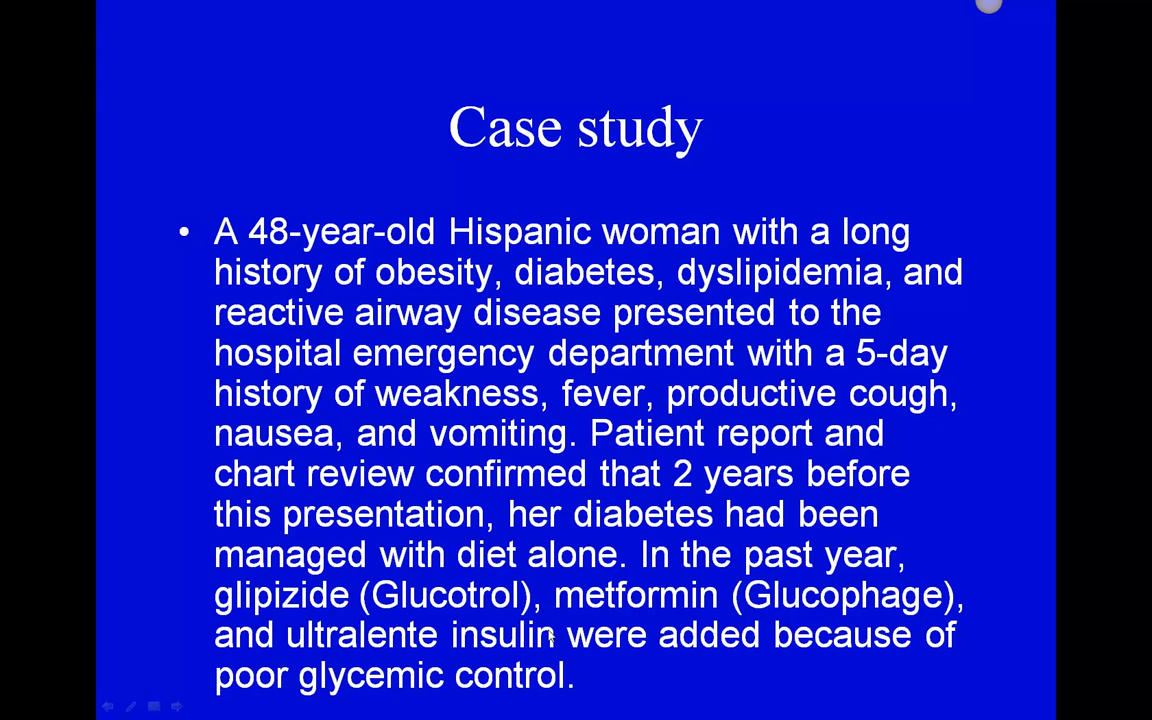 Case study
• A 48-year-old Hispanic woman with a long
history of obesity, diabetes, dyslipidemia, and
reactive airway disease presented to the
hospital emergency department with a 5-day
history of weakness, fever, productive cough,
nausea, and vomiting. Patient report and
chart review confirmed that 2 years before
this presentation, her diabetes had been
managed with diet alone. In the past year,
glipizide (Glucotrol), metformin (Glucophage),
and ultralente insulin were added because of
poor glycemic control.